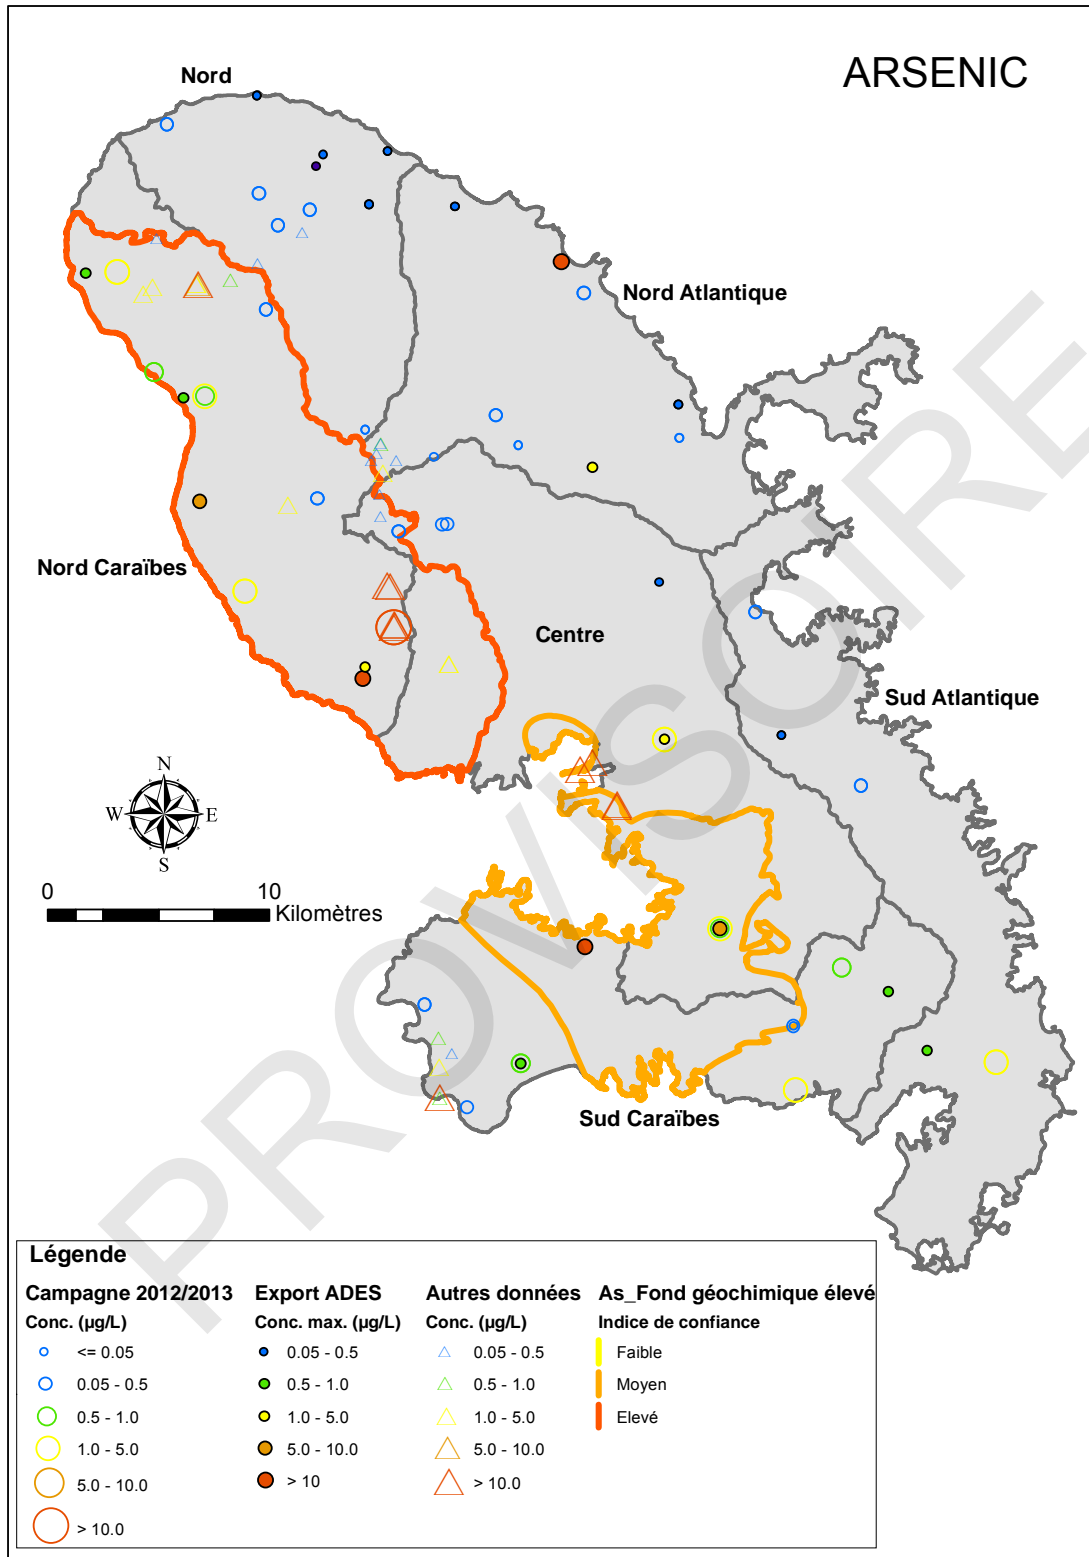 ARSENIC
Nord
Nord Atlantique
Nord Caraïbes
Centre
Sud Atlantique
Sud Caraïbes
N
W E
S
0 10
Kilomètres
PROVISOIRE
Légende
Campagne 2012/2013
Conc. (µg/L)
<= 0.05
0.05 - 0.5
0.5 - 1.0
1.0 - 5.0
5.0 - 10.0
> 10.0
Export ADES
Conc. max. (µg/L)
0.05 - 0.5
0.5 - 1.0
1.0 - 5.0
5.0 - 10.0
> 10
Autres données
Conc. (µg/L)
0.05 - 0.5
0.5 - 1.0
1.0 - 5.0
5.0 - 10.0
> 10.0
As_Fond géochimique élevé
Indice de confiance
Faible
Moyen
Elevé